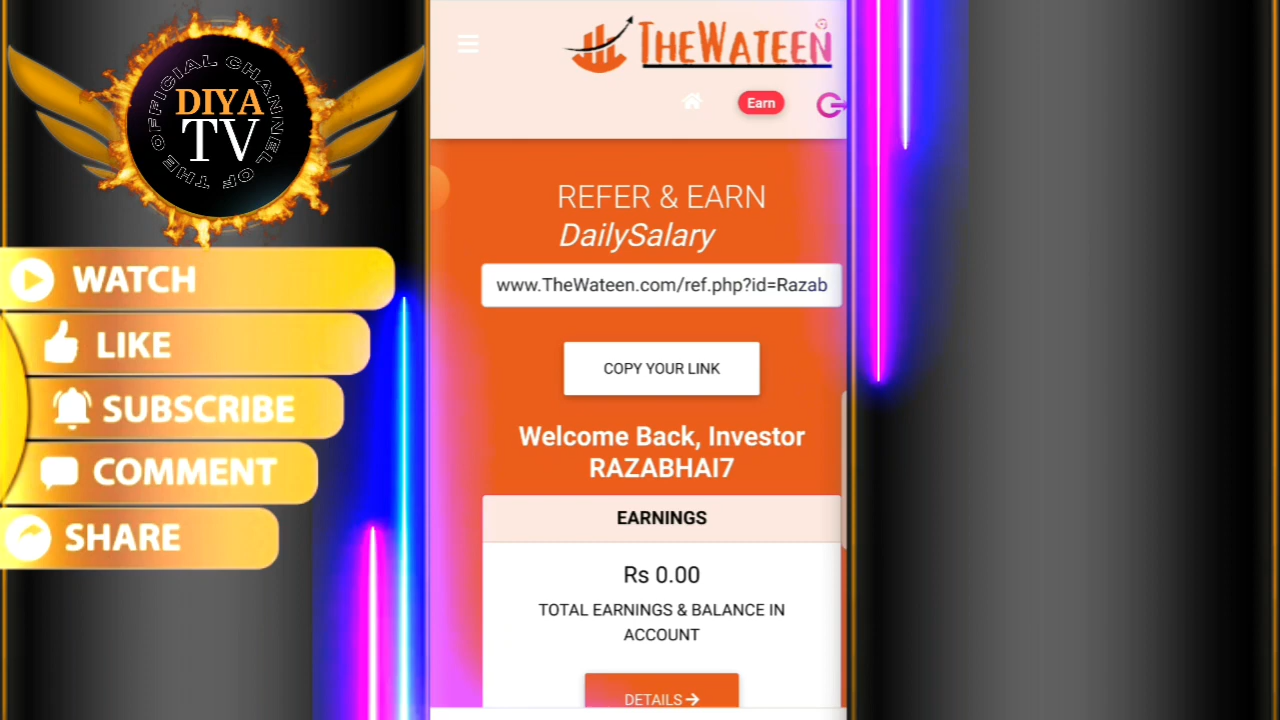 OFFICIAL CHANNEL OF THE
DIYA
TV
WATCH
LIKE
SUBSCRIBE
COMMENT
SHARE
THEWATEEN
Earn
REFER & EARN
DailySalary
www.TheWateen.com/ref.php?id=Razab
COPY YOUR LINK
Welcome Back, Investor
RAZABHAI7
EARNINGS
Rs 0.00
TOTAL EARNINGS & BALANCE IN
ACCOUNT
DETAILS